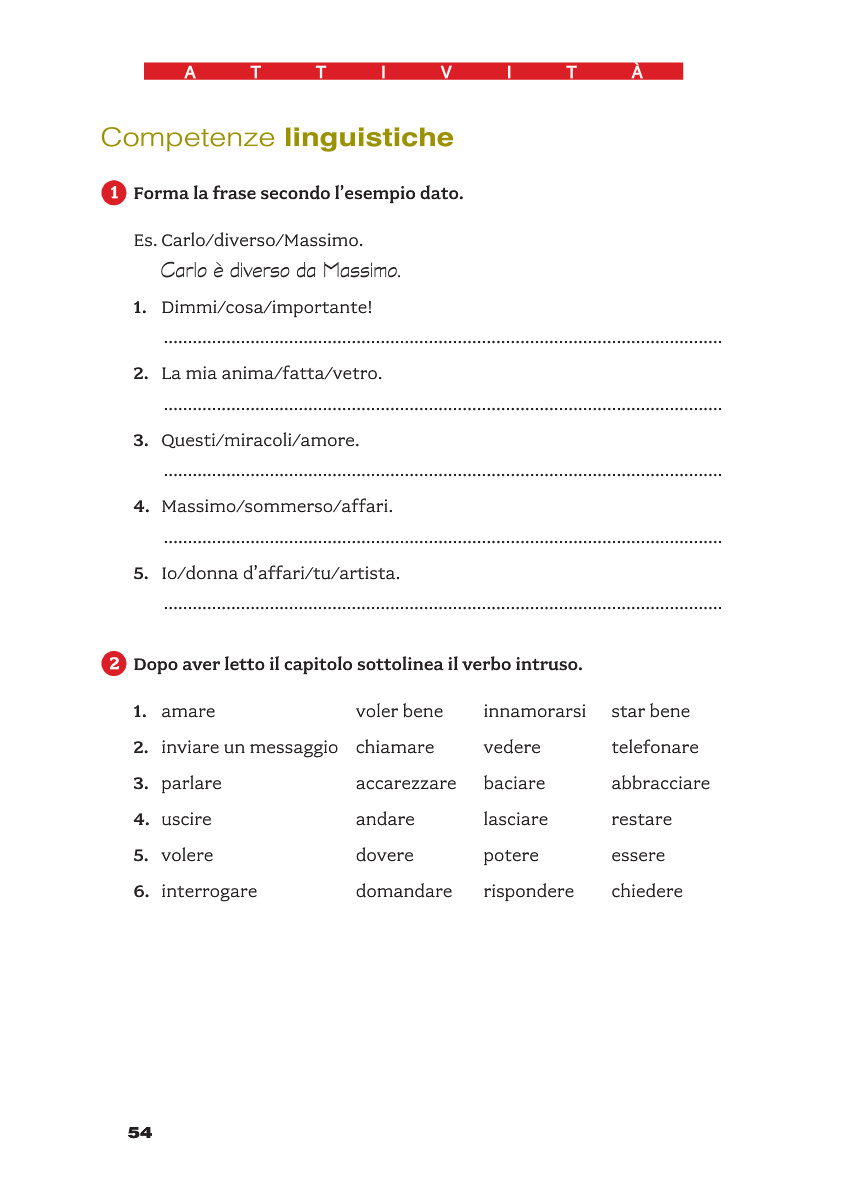 ATTIVITÀ
Competenze linguistiche
1 Forma la frase secondo l'esempio dato.
Es. Carlo/diverso/Massimo.
Carlo è diverso da Massimo.
1. Dimmi/cosa/importante!
................................................................
2. La mia anima/fatta/vetro.
................................................................
3. Questi/miracoli/amore.
................................................................
4. Massimo/sommerso/affari.
................................................................
5. Io/donna d'affari/tu/artista.
................................................................
2 Dopo aver letto il capitolo sottolinea il verbo intruso.
1. amare voler bene innamorarsi star bene
2. inviare un messaggio chiamare vedere telefonare
3. parlare accarezzare baciare abbracciare
4. uscire andare lasciare restare
5. volere dovere potere essere
6. interrogare domandare rispondere chiedere
54